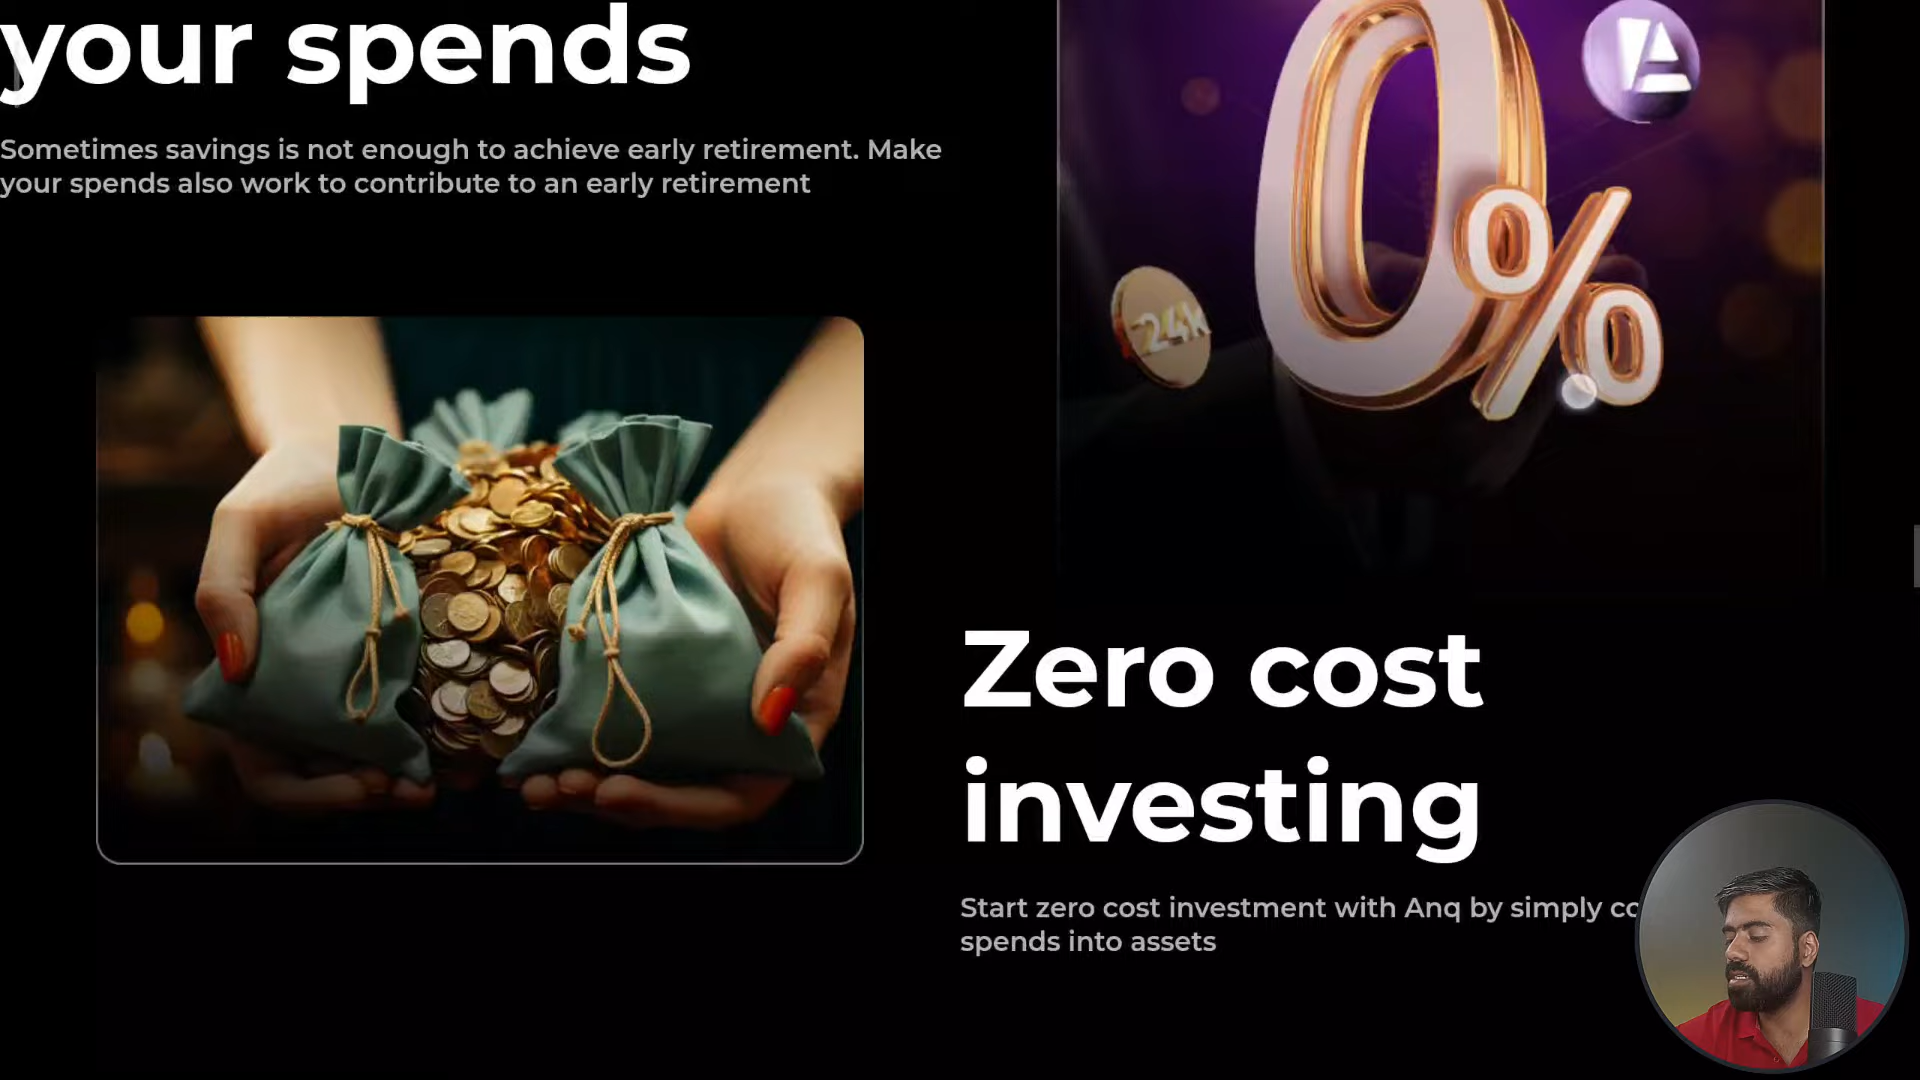 your spends
Sometimes savings is not enough to achieve early retirement. Make
your spends also work to contribute to an early retirement
0%
24K
Zero cost
investing
Start zero cost investment with Anq by simply
spends into assets